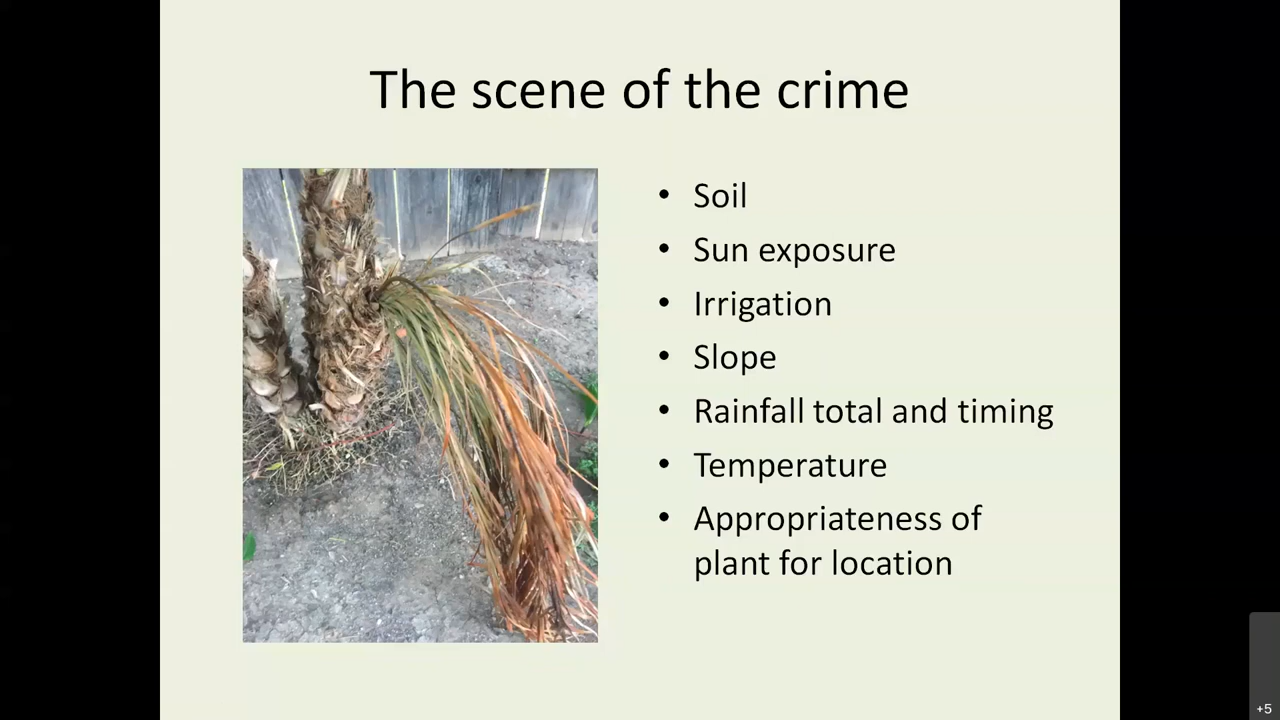 The scene of the crime
• Soil
• Sun exposure
• Irrigation
• Slope
• Rainfall total and timing
• Temperature
• Appropriateness of
plant for location
+5